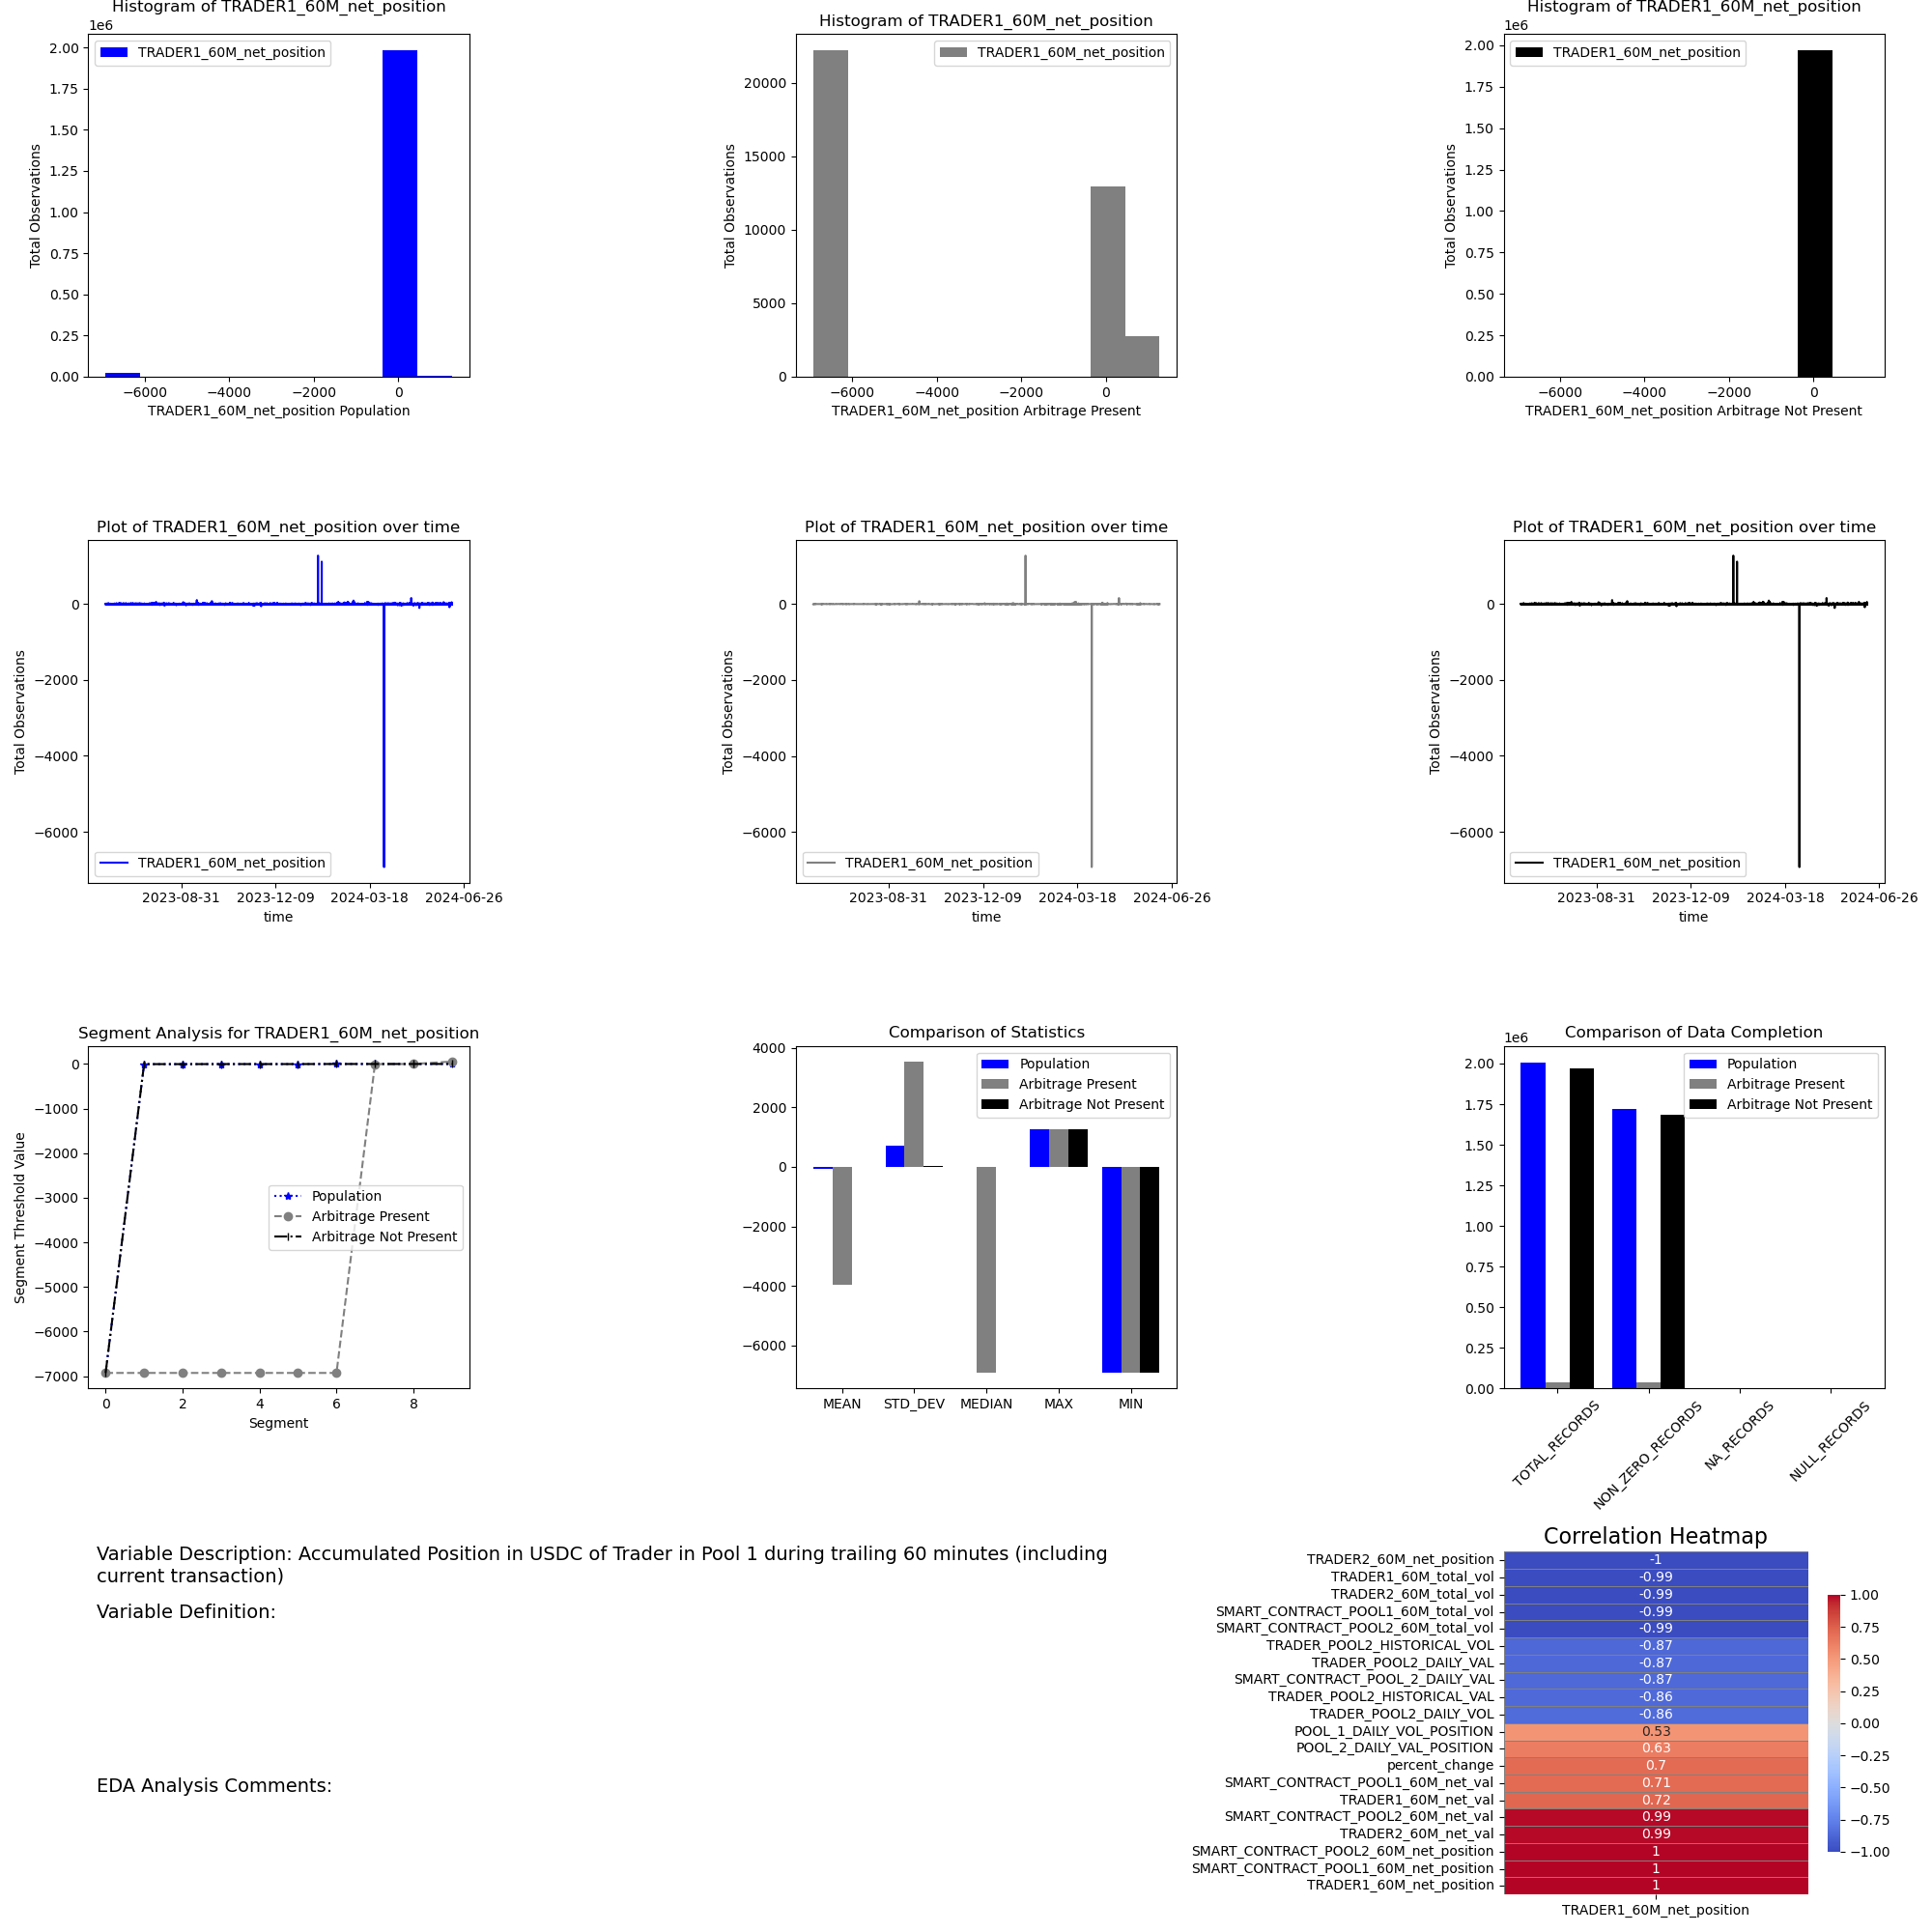 Histogram of TRADER1_60M_net_position
1e6
TRADER1_60M_net_position
2.00
1.75
1.50
1.25
1.00
0.75
0.50
0.25
0.00
Total Observations
−6000 −4000 −2000 0
TRADER1_60M_net_position Population
Histogram of TRADER1_60M_net_position
TRADER1_60M_net_position
20000
15000
10000
5000
0
Total Observations
−6000 −4000 −2000 0
TRADER1_60M_net_position Arbitrage Present
Histogram of TRADER1_60M_net_position
1e6
TRADER1_60M_net_position
2.00
1.75
1.50
1.25
1.00
0.75
0.50
0.25
0.00
Total Observations
−6000 −4000 −2000 0
TRADER1_60M_net_position Arbitrage Not Present
Plot of TRADER1_60M_net_position over time
0
−2000
−4000
−6000
Total Observations
TRADER1_60M_net_position
2023-08-31 2023-12-09 2024-03-18 2024-06-26
time
Plot of TRADER1_60M_net_position over time
0
−2000
−4000
−6000
Total Observations
TRADER1_60M_net_position
2023-08-31 2023-12-09 2024-03-18 2024-06-26
time
Plot of TRADER1_60M_net_position over time
0
−2000
−4000
−6000
Total Observations
TRADER1_60M_net_position
2023-08-31 2023-12-09 2024-03-18 2024-06-26
time
Segment Analysis for TRADER1_60M_net_position
0
−1000
−2000
−3000
−4000
−5000
−6000
−7000
Segment Threshold Value
Population
Arbitrage Present
Arbitrage Not Present
0 2 4 6 8
Segment
Comparison of Statistics
4000
2000
0
−2000
−4000
−6000
Population
Arbitrage Present
Arbitrage Not Present
MEAN STD_DEV MEDIAN MAX MIN
Comparison of Data Completion
1e6
2.00
1.75
1.50
1.25
1.00
0.75
0.50
0.25
0.00
Population
Arbitrage Present
Arbitrage Not Present
TOTAL_RECORDS
NON_ZERO_RECORDS
NA_RECORDS
NULL_RECORDS
Variable Description: Accumulated Position in USDC of Trader in Pool 1 during trailing 60 minutes (including
current transaction)
Variable Definition:
EDA Analysis Comments:
Correlation Heatmap
TRADER2_60M_net_position -1
TRADER1_60M_total_vol -0.99
TRADER2_60M_total_vol -0.99
SMART_CONTRACT_POOL1_60M_total_vol -0.99
SMART_CONTRACT_POOL2_60M_total_vol -0.99
TRADER_POOL2_HISTORICAL_VOL -0.87
TRADER_POOL2_DAILY_VAL -0.87
SMART_CONTRACT_POOL_2_DAILY_VAL -0.87
TRADER_POOL2_HISTORICAL_VAL -0.86
TRADER_POOL2_DAILY_VOL -0.86
POOL_1_DAILY_VOL_POSITION 0.53
POOL_2_DAILY_VAL_POSITION 0.63
percent_change 0.7
SMART_CONTRACT_POOL1_60M_net_val 0.71
TRADER1_60M_net_val 0.72
SMART_CONTRACT_POOL2_60M_net_val 0.99
TRADER2_60M_net_val 0.99
SMART_CONTRACT_POOL2_60M_net_position 1
SMART_CONTRACT_POOL1_60M_net_position 1
TRADER1_60M_net_position 1
TRADER1_60M_net_position
1.00
0.75
0.50
0.25
0.00
−0.25
−0.50
−0.75
−1.00